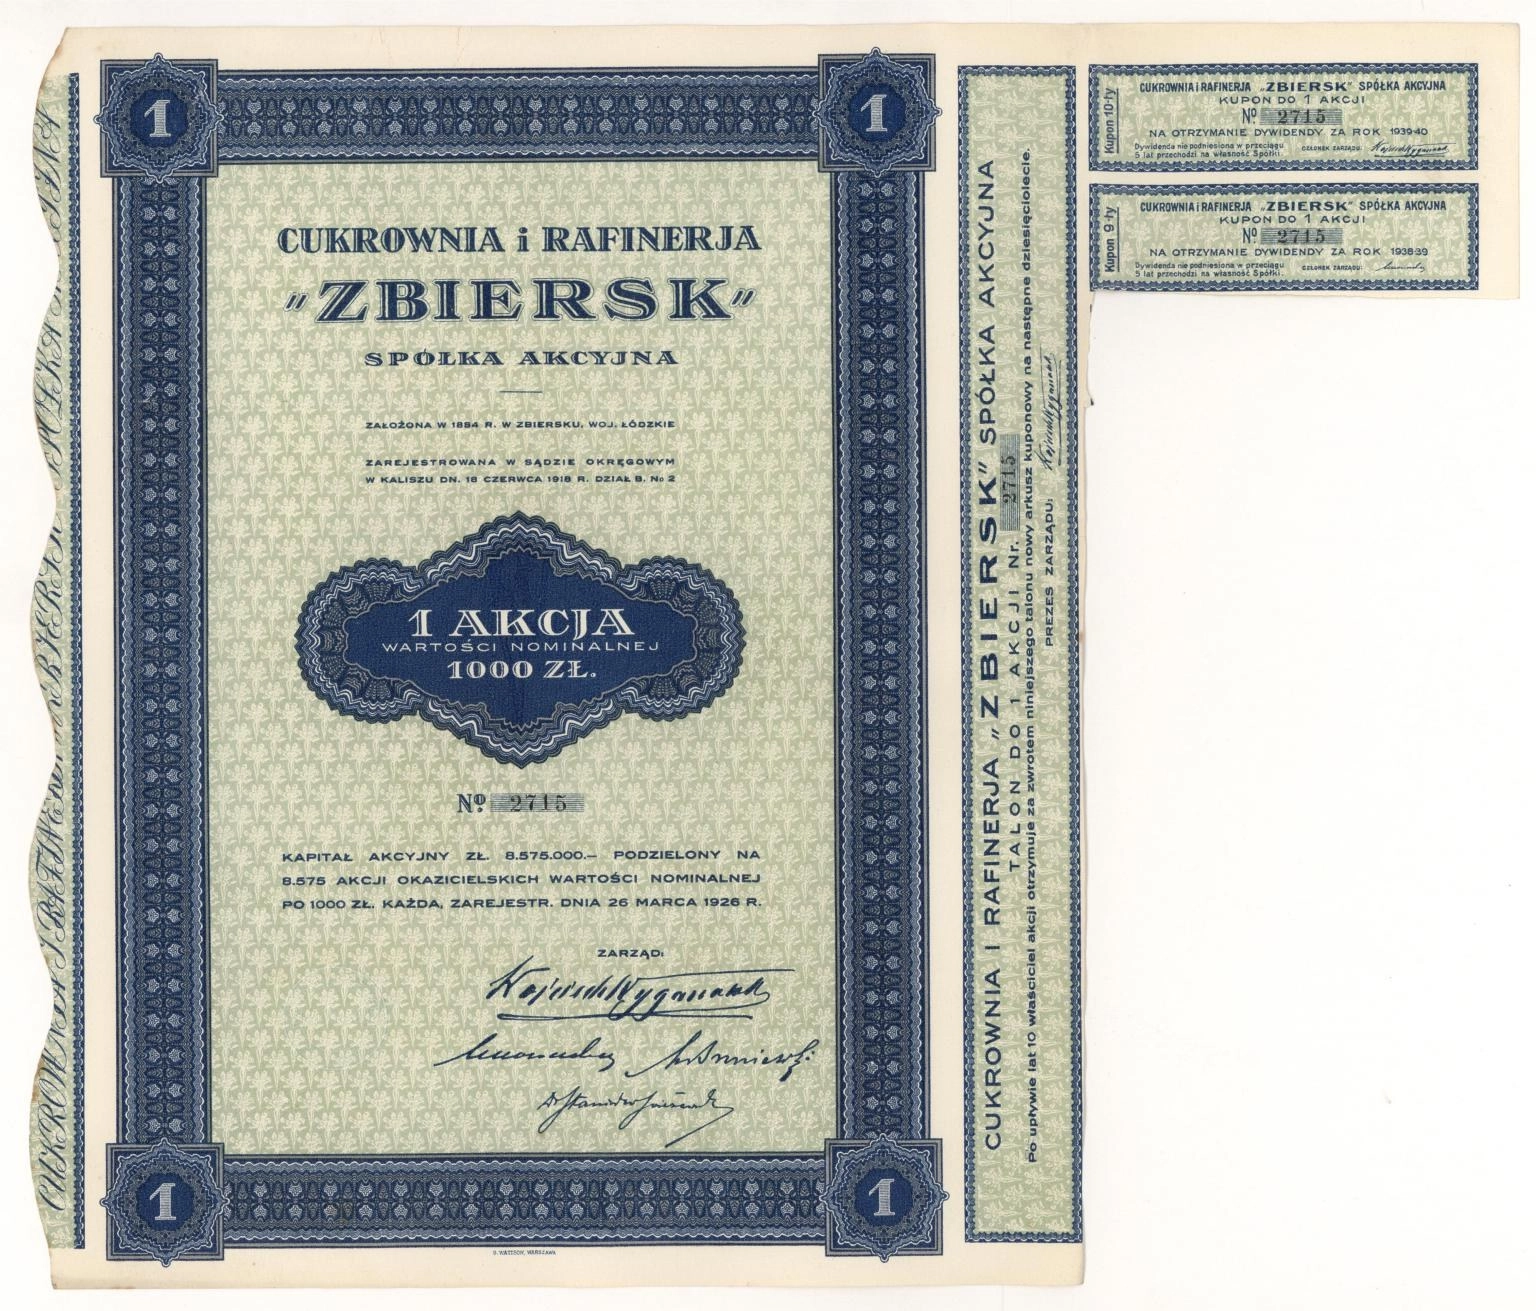 1
1
CUKROWNIA i RAFINERJA
„ZBIERSK”
SPÓŁKA AKCYJNA
ZAŁOŻONA W 1854 R. W ZBIERSKU, WOJ. ŁÓDZKIE
ZAREJESTROWANA W SĄDZIE OKRĘGOWYM
W KALISZU DN. 18 CZERWCA 1918 R. DZIAŁ B. No 2
1 AKCJA
WARTOŚCI NOMINALNEJ
1000 ZŁ.
No. 2715
KAPITAŁ AKCYJNY ZŁ. 8.575.000.— PODZIELONY NA
8.575 AKCJI OKAZICIELSKICH WARTOŚCI NOMINALNEJ
PO 1000 ZŁ. KAŻDA, ZAREJESTR. DNIA 26 MARCA 1926 R.
ZARZĄD:
1
1
CUKROWNIA I RAFINERJA „ZBIERSK” SPÓŁKA AKCYJNA
TALON DO 1 AKCJI Nr. 2715
Po upływie lat 10 właściciel akcji otrzymuje za zwrotem niniejszego talonu nowy arkusz kuponowy na następne dziesięciolecie.
PREZES ZARZĄDU:
Kupon 10-ty
CUKROWNIA i RAFINERJA „ZBIERSK” SPÓŁKA AKCYJNA
KUPON DO 1 AKCJI
No 2715
NA OTRZYMANIE DYWIDENDY ZA ROK 1939-40
Dywidenda nie podniesiona w przeciągu
5 lat przechodzi na własność Spółki.
CZŁONEK ZARZĄDU:
Kupon 9-ty
CUKROWNIA i RAFINERJA „ZBIERSK” SPÓŁKA AKCYJNA
KUPON DO 1 AKCJI
No 2715
NA OTRZYMANIE DYWIDENDY ZA ROK 1938-39
Dywidenda nie podniesiona w przeciągu
5 lat przechodzi na własność Spółki.
CZŁONEK ZARZĄDU: